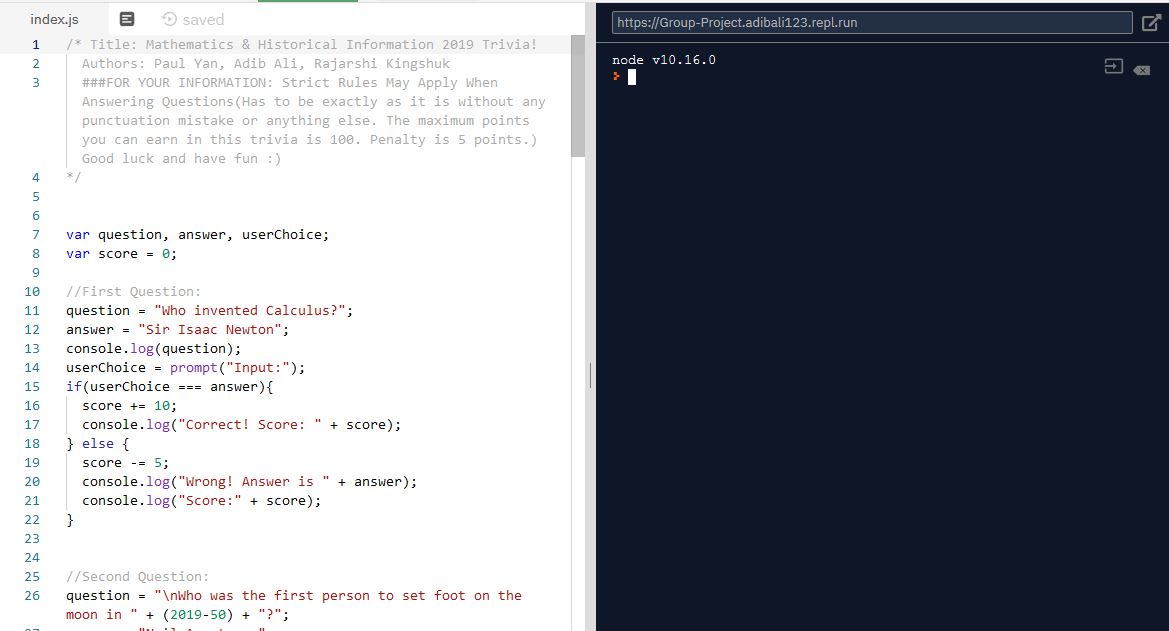 index.js
saved
1 /* Title: Mathematics & Historical Information 2019 Trivia!
2 Authors: Paul Yan, Adib Ali, Rajarshi Kingshuk
3 ###FOR YOUR INFORMATION: Strict Rules May Apply When
Answering Questions(Has to be exactly as it is without any
punctuation mistake or anything else. The maximum points
you can earn in this trivia is 100. Penalty is 5 points.)
Good luck and have fun :)
4 */
5
6
7 var question, answer, userChoice;
8 var score = 0;
9
10 //First Question:
11 question = "Who invented Calculus?";
12 answer = "Sir Isaac Newton";
13 console.log(question);
14 userChoice = prompt("Input:");
15 if(userChoice === answer){
16 score += 10;
17 console.log("Correct! Score: " + score);
18 } else {
19 score -= 5;
20 console.log("Wrong! Answer is " + answer);
21 console.log("Score:" + score);
22 }
23
24
25 //Second Question:
26 question = "\nWho was the first person to set foot on the
moon in " + (2019-50) + "?";
https://Group-Project.adibali123.repl.run
node v10.16.0